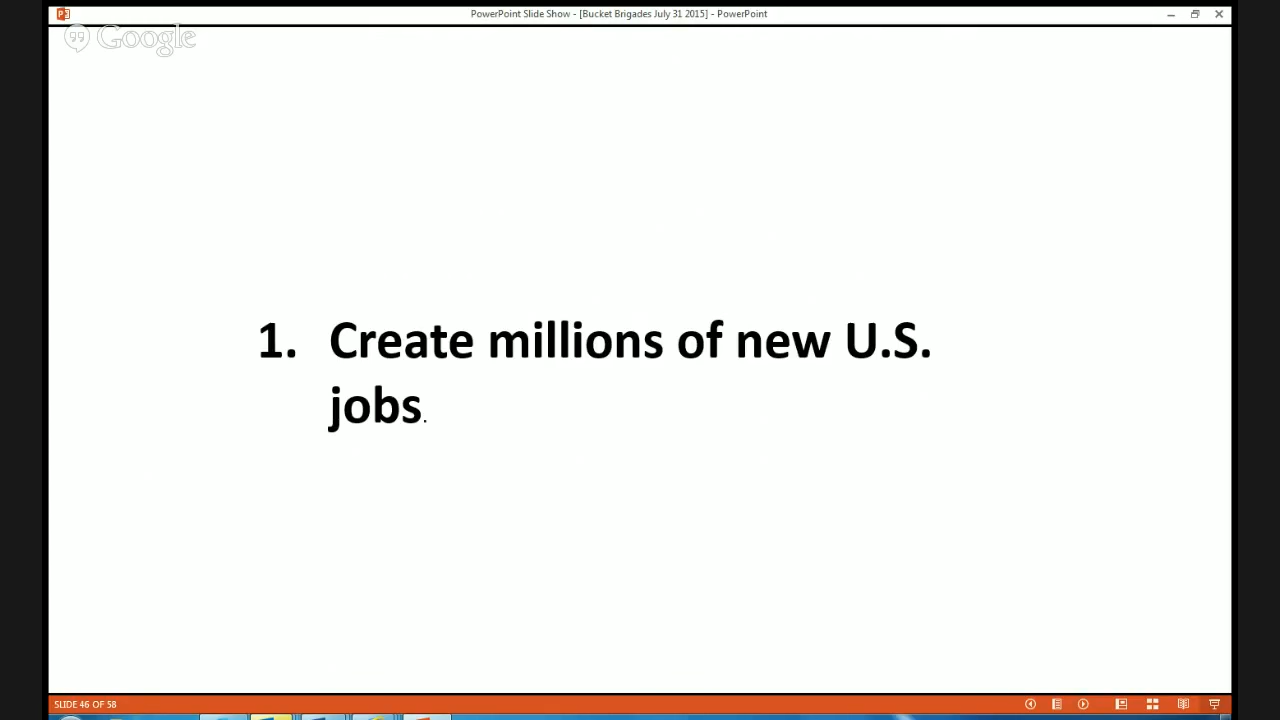 PowerPoint Slide Show - [Bucket Brigades July 31 2015] - PowerPoint
Google
1. Create millions of new U.S.
jobs.
SLIDE 46 OF 58